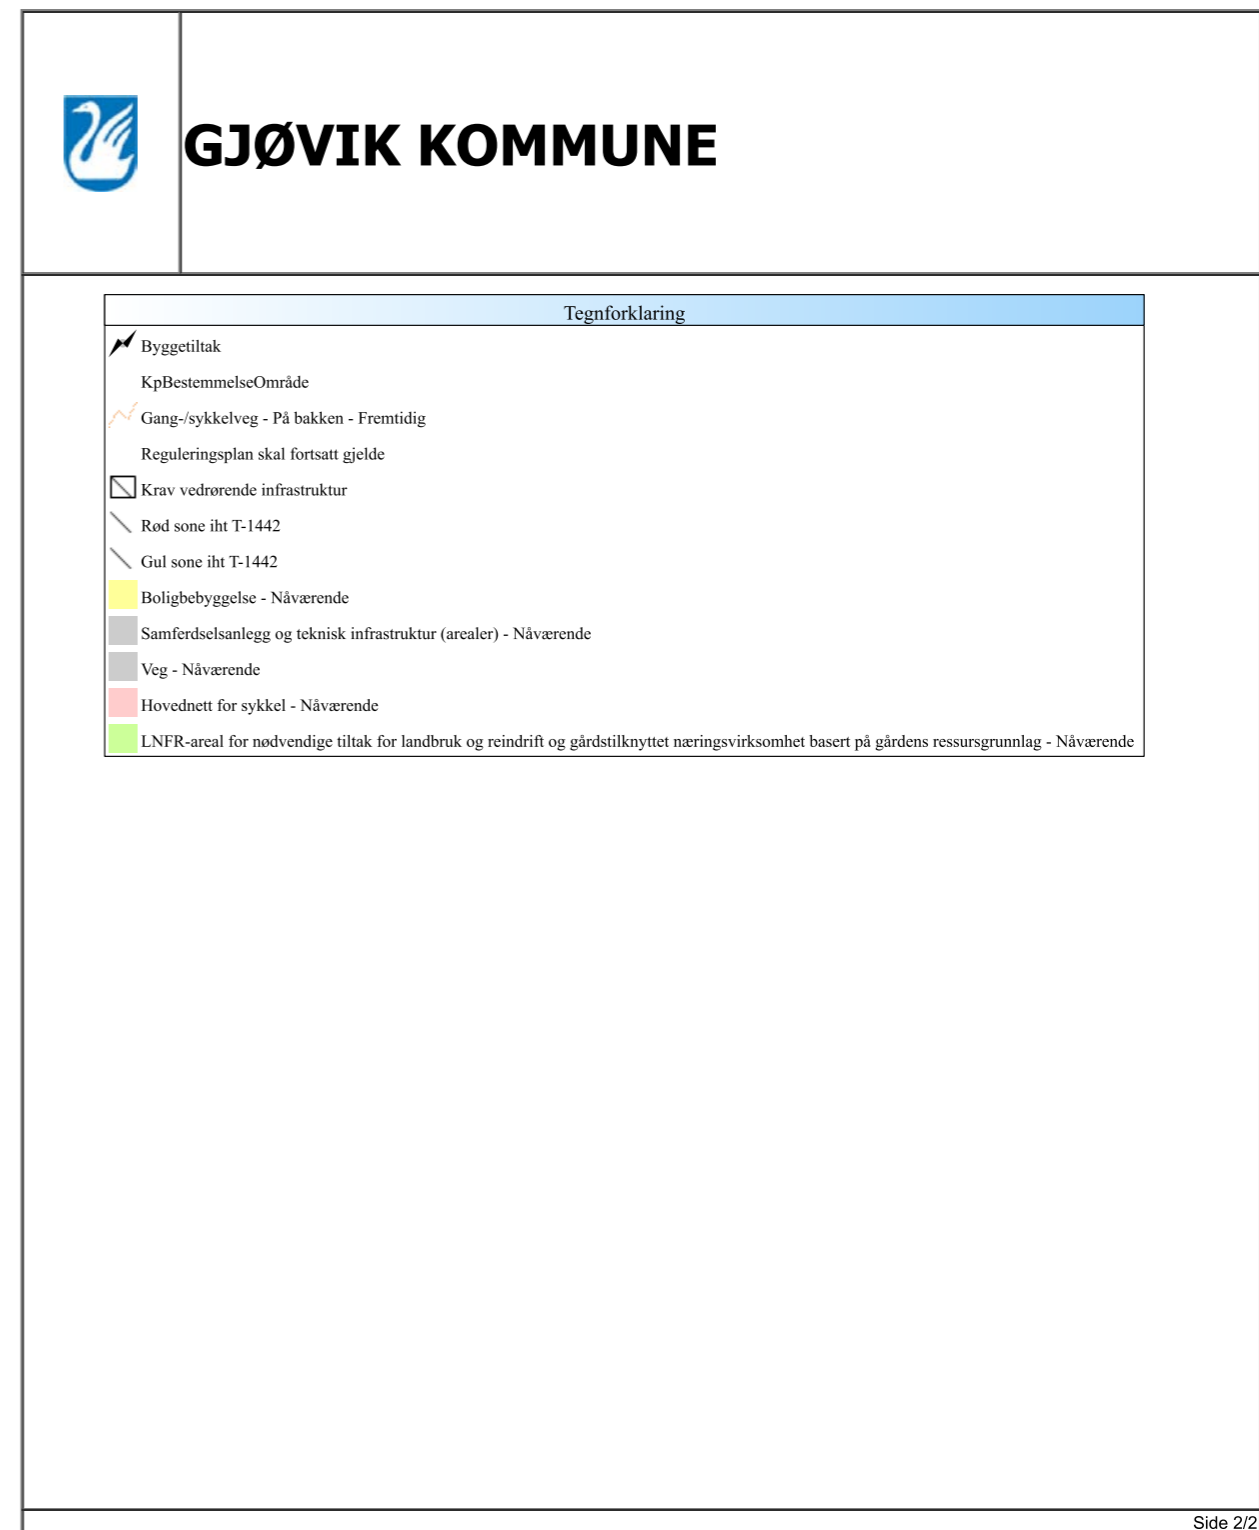 GJØVIK KOMMUNE
Tegnforklaring
Byggetiltak
KpBestemmelseOmråde
Gang-/sykkelveg - På bakken - Fremtidig
Reguleringsplan skal fortsatt gjelde
Krav vedrørende infrastruktur
Rød sone iht T-1442
Gul sone iht T-1442
Boligbebyggelse - Nåværende
Samferdselsanlegg og teknisk infrastruktur (arealer) - Nåværende
Veg - Nåværende
Hovednett for sykkel - Nåværende
LNFR-areal for nødvendige tiltak for landbruk og reindrift og gårdstilknyttet næringsvirksomhet basert på gårdens ressursgrunnlag - Nåværende
Side 2/2